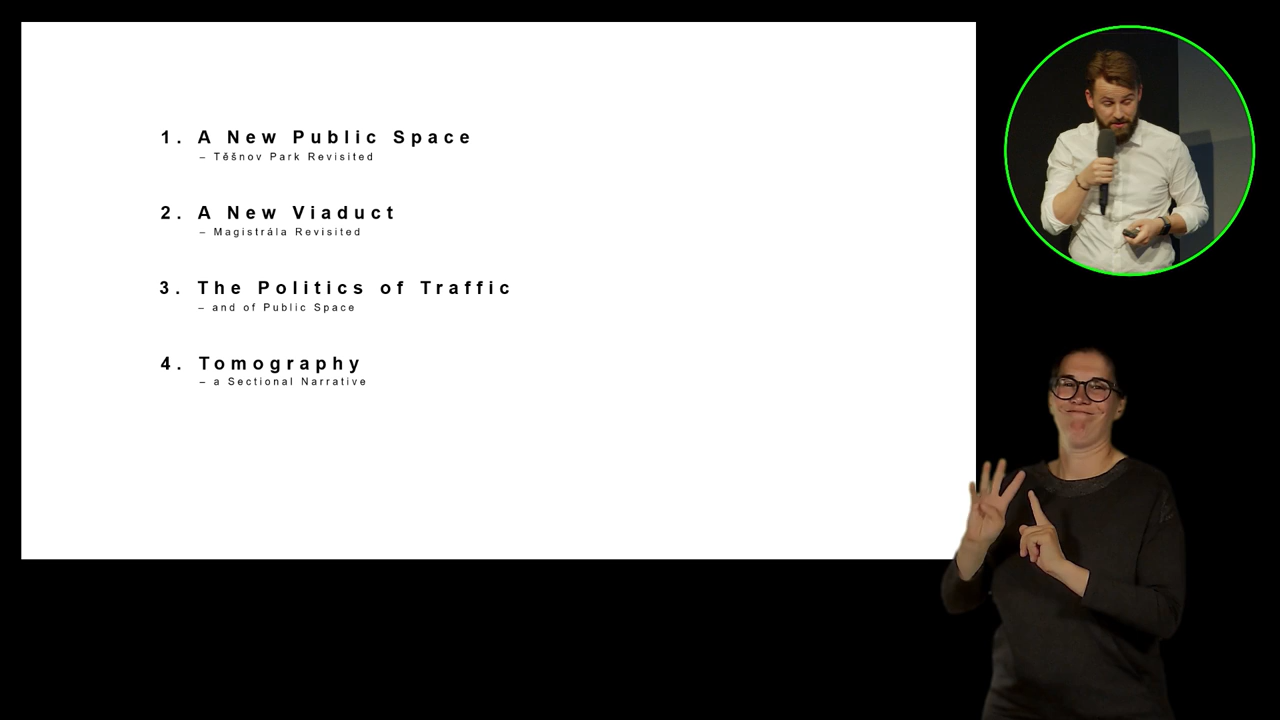 1. A New Public Space
– Těšnov Park Revisited
2. A New Viaduct
– Magistrála Revisited
3. The Politics of Traffic
– and of Public Space
4. Tomography
– a Sectional Narrative